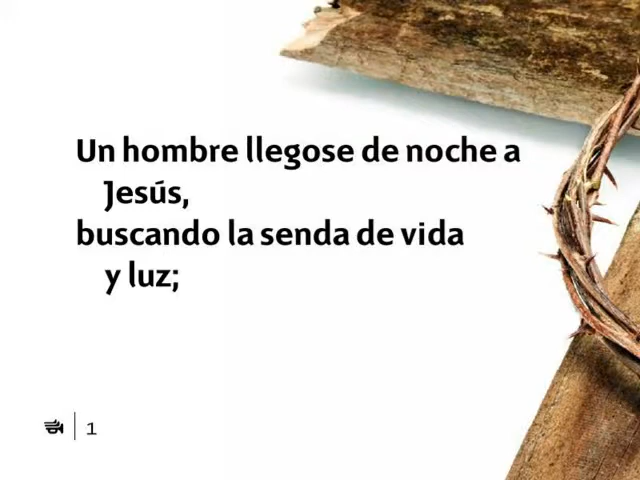 Un hombre llegose de noche a
Jesús,
buscando la senda de vida
y luz;
1